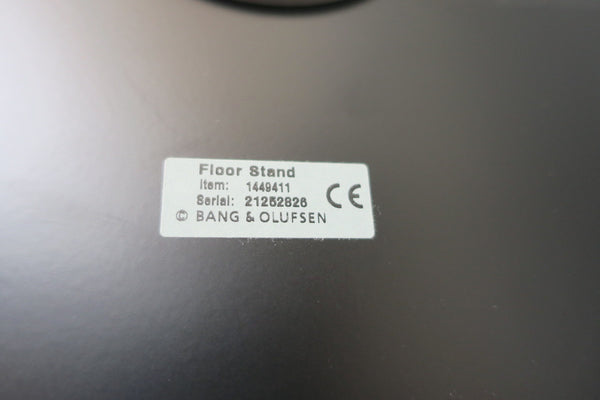 Floor Stand
Item: 1449411
Serial: 21252826
CE
© BANG & OLUFSEN